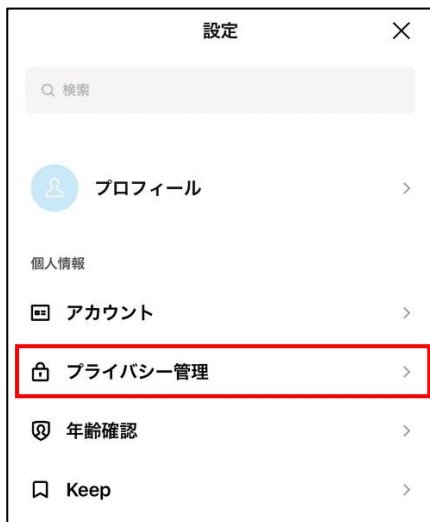 設定
検索
プロフィール
個人情報
アカウント
プライバシー管理
年齢確認
Keep